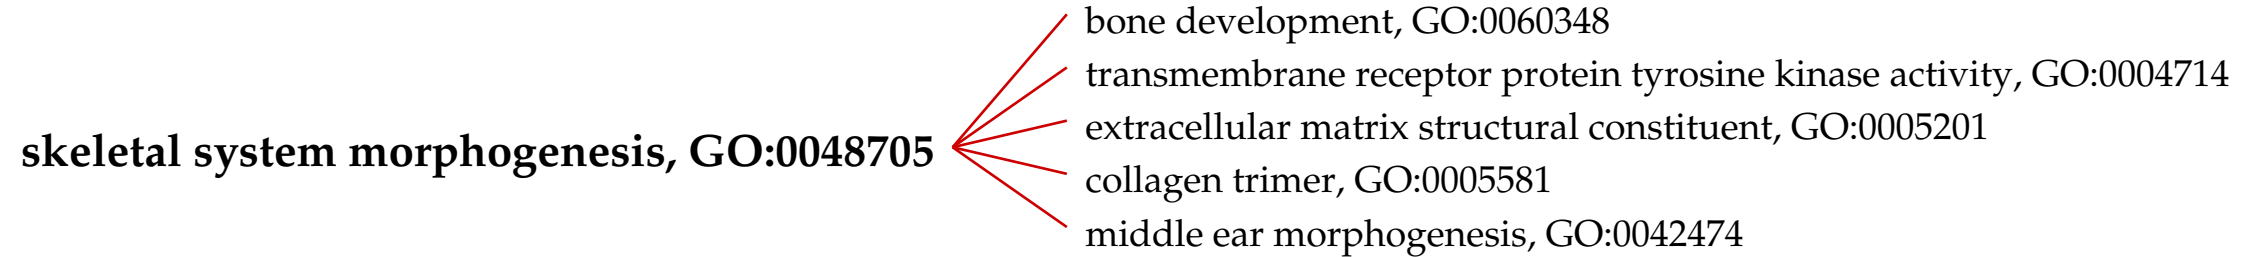 bone development, GO:0060348
transmembrane receptor protein tyrosine kinase activity, GO:0004714
extracellular matrix structural constituent, GO:0005201
skeletal system morphogenesis, GO:0048705
collagen trimer, GO:0005581
middle ear morphogenesis, GO:0042474